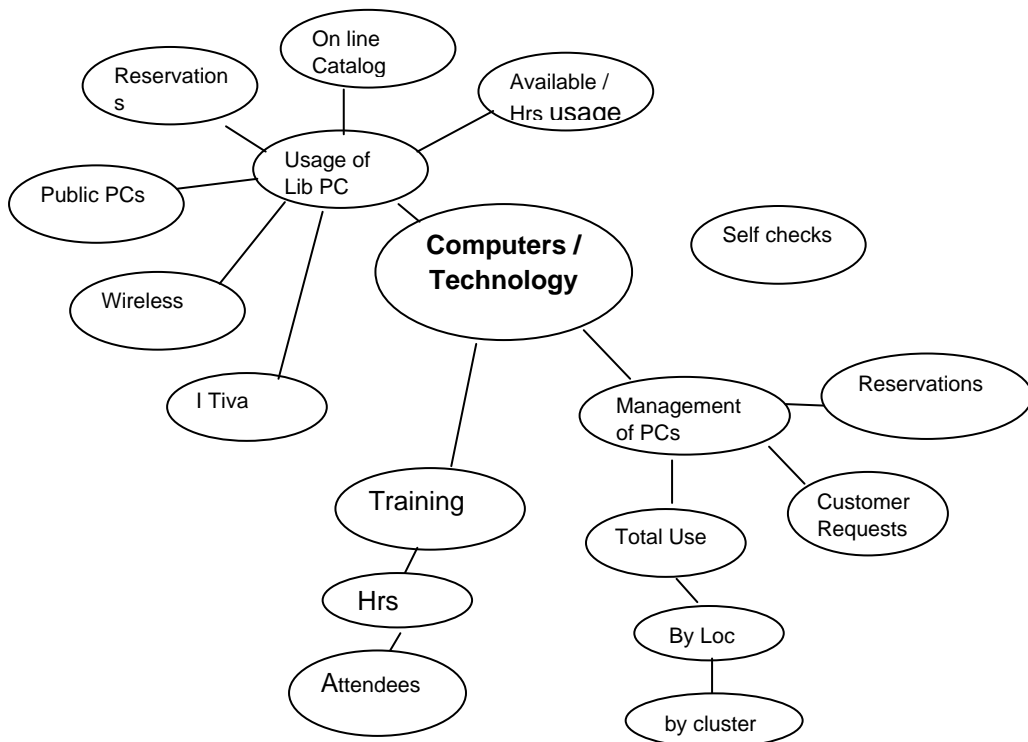 On line
Catalog
Reservation
s
Available /
Hrs usage
Usage of
Lib PC
Public PCs
Computers /
Technology
Self checks
Wireless
I Tiva
Management
of PCs
Reservations
Training
Customer
Requests
Total Use
Hrs
By Loc
Attendees
by cluster